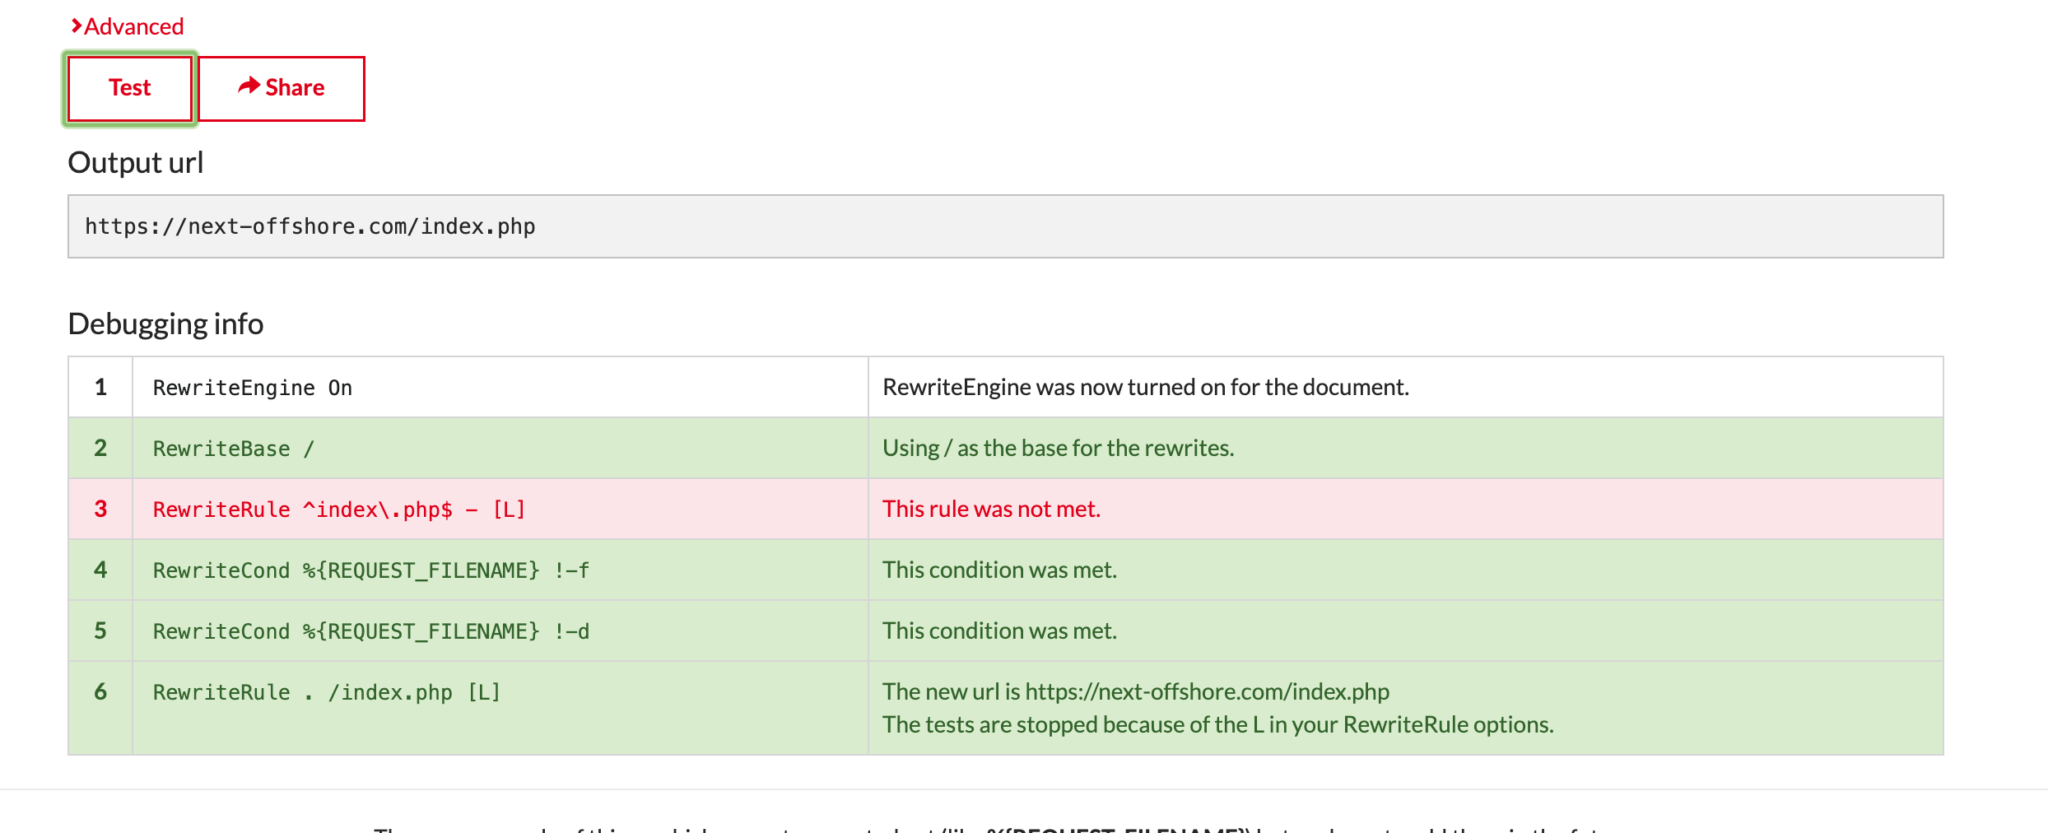 Advanced
Test
Share
Output url
https://next-offshore.com/index.php
Debugging info
1 RewriteEngine On RewriteEngine was now turned on for the document.
2 RewriteBase / Using / as the base for the rewrites.
3 RewriteRule ^index\.php$ - [L] This rule was not met.
4 RewriteCond %{REQUEST_FILENAME} !-f This condition was met.
5 RewriteCond %{REQUEST_FILENAME} !-d This condition was met.
6 RewriteRule . /index.php [L] The new url is https://next-offshore.com/index.php
The tests are stopped because of the L in your RewriteRule options.